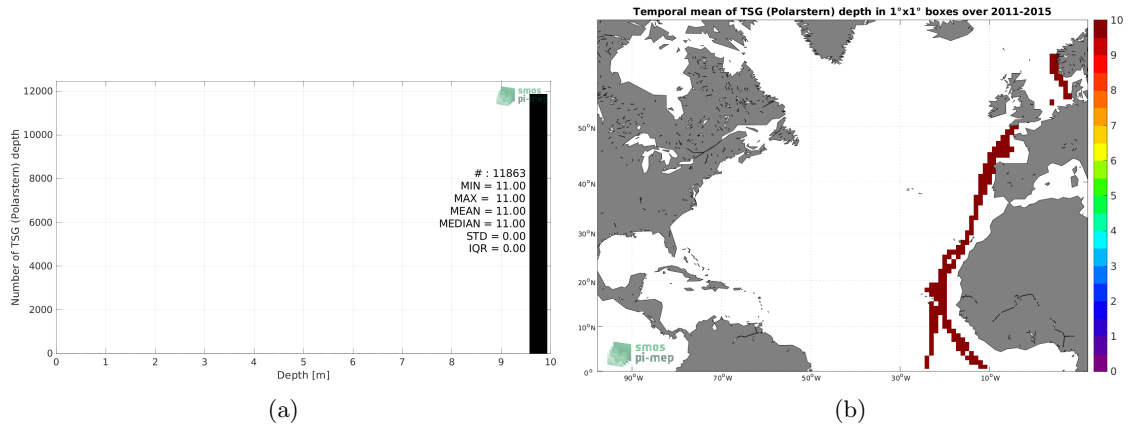 Number of TSG (Polarstern) depth
12000
10000
8000
6000
4000
2000
0
smos
pi-mep
# : 11863
MIN = 11.00
MAX = 11.00
MEAN = 11.00
MEDIAN = 11.00
STD = 0.00
IQR = 0.00
0 1 2 3 4 5 6 7 8 9 10
Depth [m]
(a)
Temporal mean of TSG (Polarstern) depth in 1°x1° boxes over 2011-2015
50°N
40°N
30°N
20°N
10°N
0°
smos
pi-mep
90°W 70°W 50°W 30°W 10°W
10
9
8
7
6
5
4
3
2
1
0
(b)